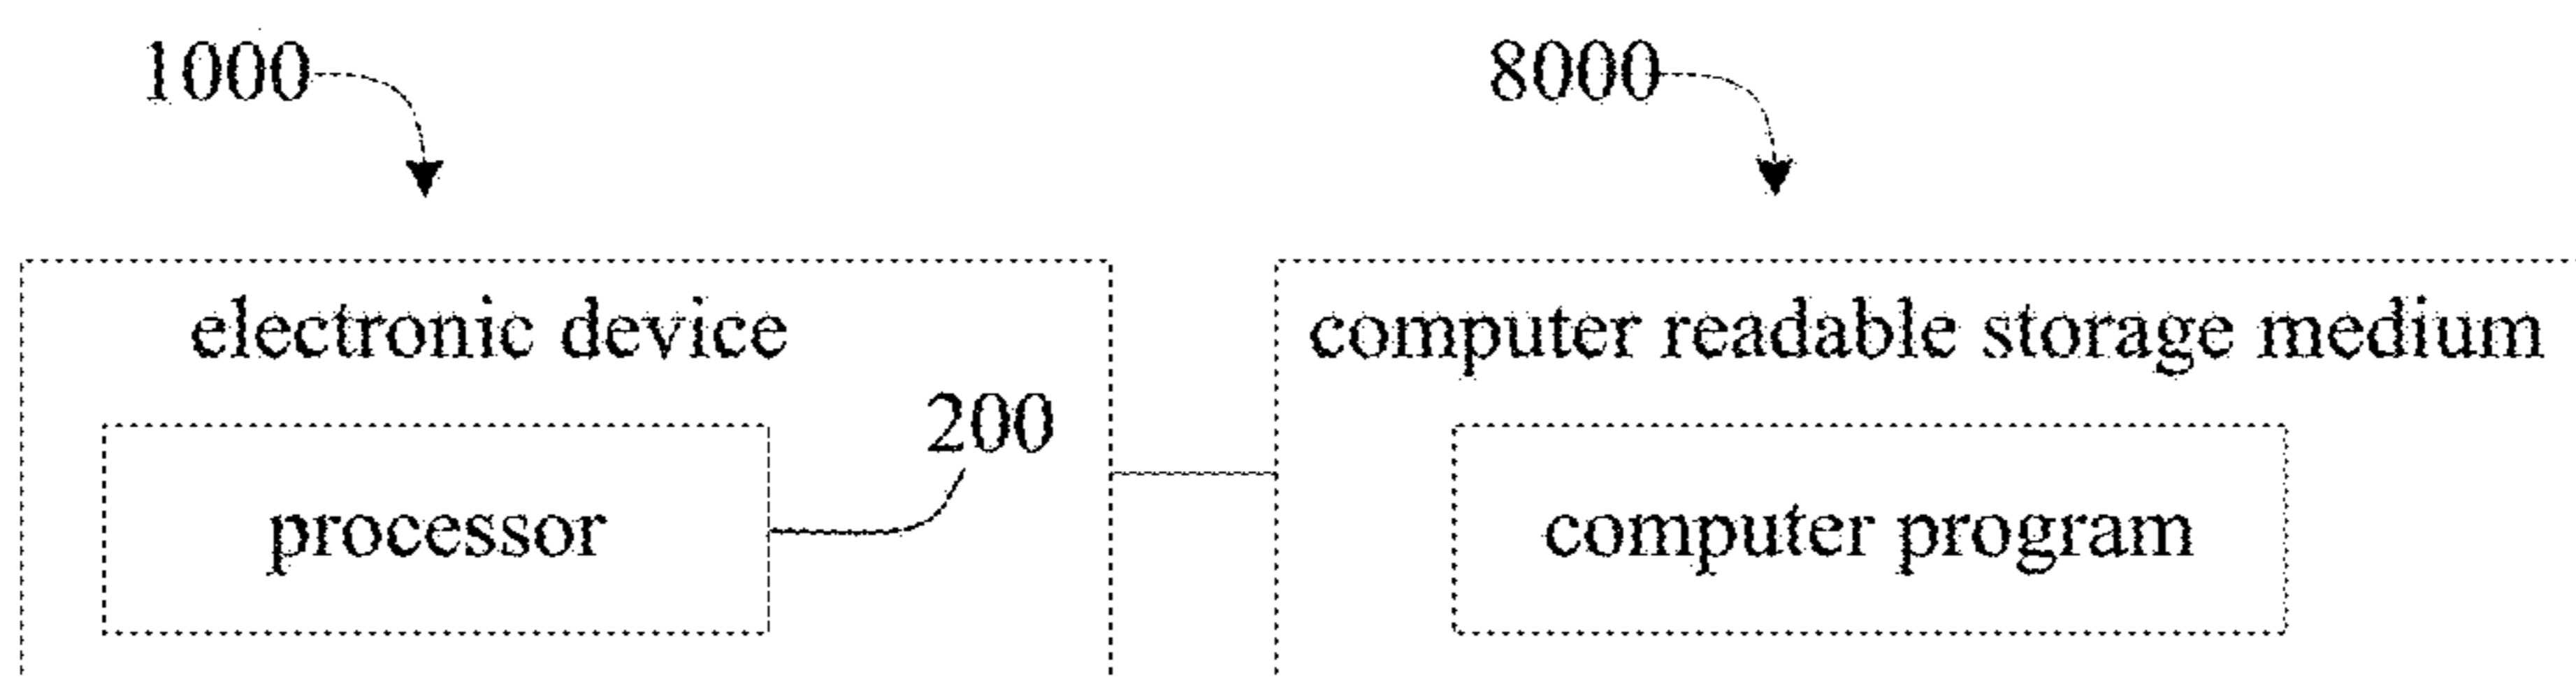 1000
8000
electronic device
computer readable storage medium
200
processor
computer program